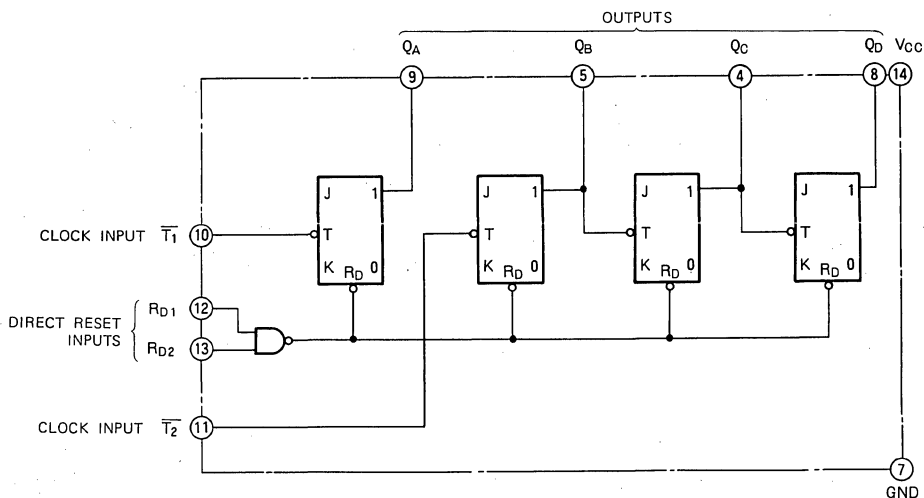 OUTPUTS
QA QB QC QD VCC
9 5 4 8 14
J 1 J 1 J 1 J 1
CLOCK INPUT T̅1̅ 10 T T T T
K RD 0 K RD 0 K RD 0 K RD 0
DIRECT RESET INPUTS
RD1 12
RD2 13
CLOCK INPUT T̅2̅ 11
7
GND